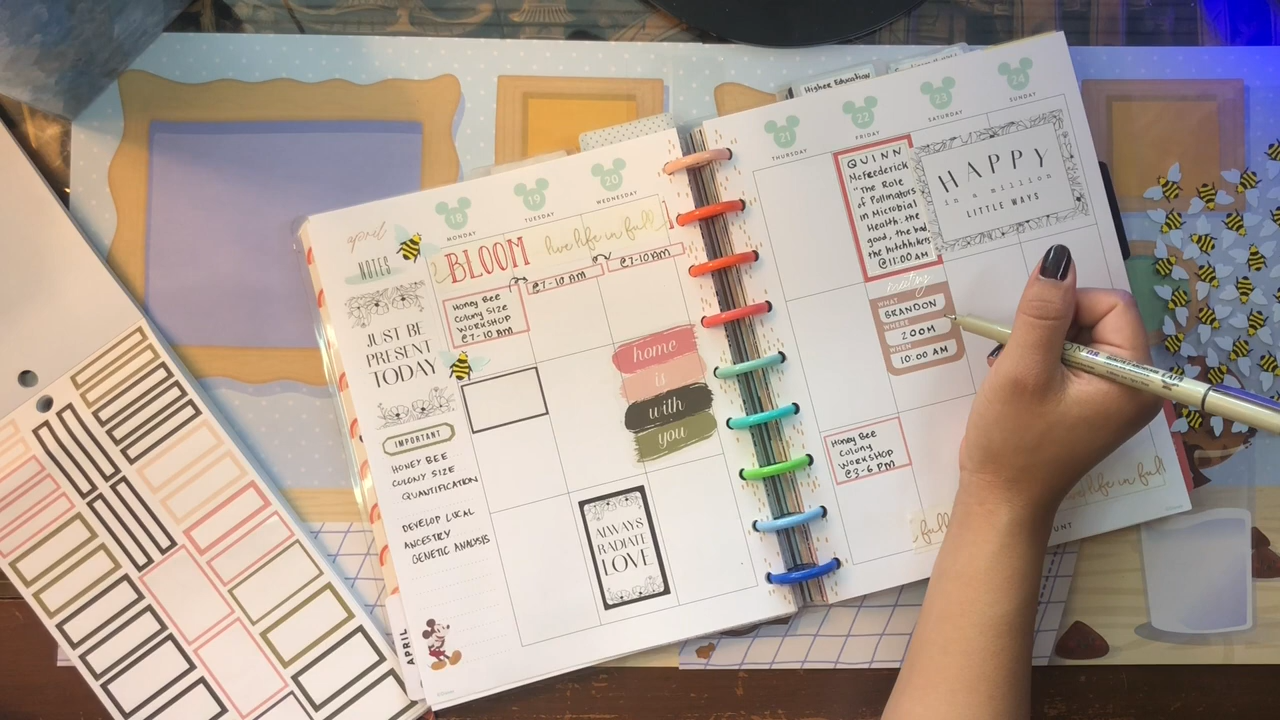 Higher Education
april
NOTES
JUST BE
PRESENT
TODAY
IMPORTANT
HONEY BEE
COLONY SIZE
QUANTIFICATION
DEVELOP LOCAL
ANCESTRY
GENETIC ANALYSIS
APRIL
18
MONDAY
19
TUESDAY
20
WEDNESDAY
BLOOM
live life in full
Honey Bee
Colony SIZE
WORKSHOP
@7-10 AM
@7-10 AM
@7-10 AM
home
is
with
you
ALWAYS
RADIATE
LOVE
21
THURSDAY
22
FRIDAY
23
SATURDAY
24
SUNDAY
QUINN
McFrederick
"The Role
of Pollinators
in Microbial
Health: the
good, the bad,
the hitchhikers
@11:00 AM
HAPPY
in a million
LITTLE WAYS
meeting
WHAT
BRANDON
WHERE
ZOOM
WHEN
10:00 AM
Honey Bee
Colony
WORKSHOP
@3-6 PM
full
live life in full